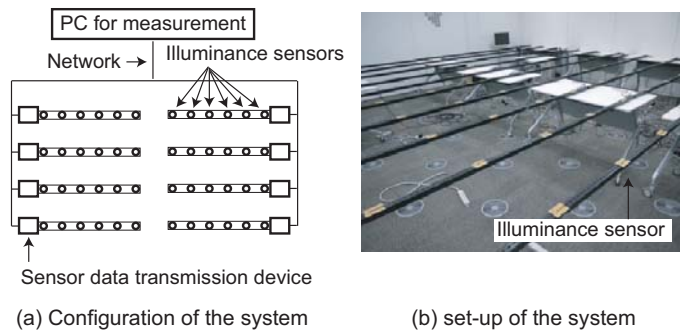 PC for measurement
Network
Illuminance sensors
Sensor data transmission device
Illuminance sensor
(a) Configuration of the system
(b) set-up of the system